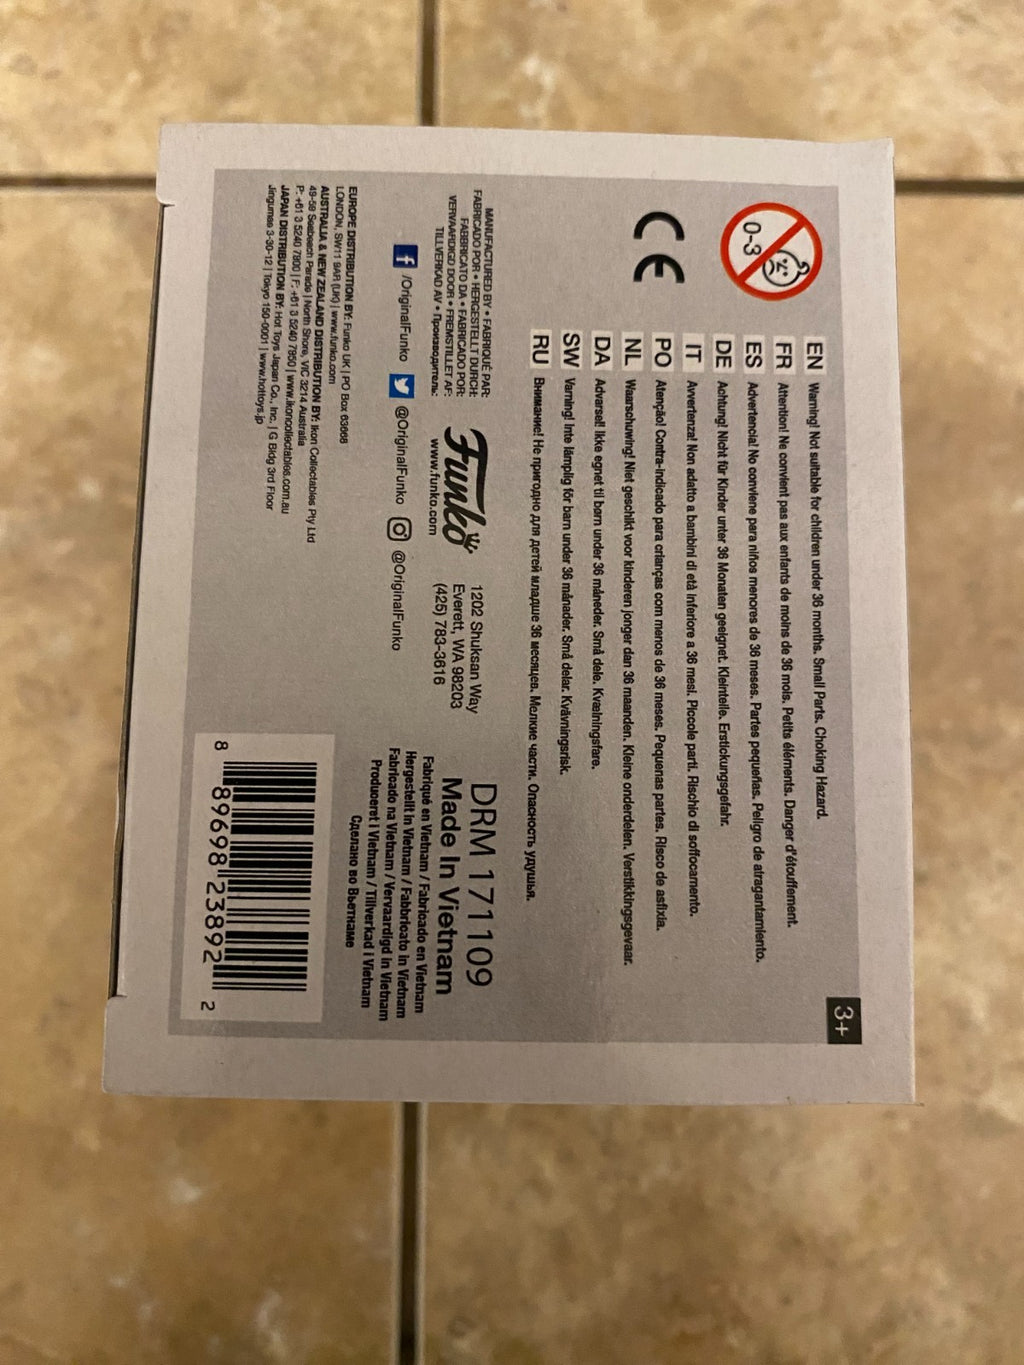 3+
0-3
EN Warning! Not suitable for children under 36 months. Small Parts. Choking Hazard.
FR Attention! Ne convient pas aux enfants de moins de 36 mois. Petits éléments. Danger d'étouffement.
ES Advertencia! No conviene para niños menores de 36 meses. Partes pequeñas. Peligro de atragantamiento.
DE Achtung! Nicht für Kinder unter 36 Monaten geeignet. Kleinteile. Erstickungsgefahr.
IT Avvertenza! Non adatto a bambini di età inferiore a 36 mesi. Piccole parti. Rischio di soffocamento.
PO Atenção! Contra-indicado para crianças com menos de 36 meses. Pequenas partes. Risco de asfixia.
NL Waarschuwing! Niet geschikt voor kinderen jonger dan 36 maanden. Kleine onderdelen. Verstikkingsgevaar.
DA Advarsel! Ikke egnet til børn under 36 måneder. Små dele. Kvælningsfare.
SW Varning! Inte lämplig för barn under 36 månader. Små delar. Kvävningsrisk.
RU Внимание! Не пригодно для детей младше 36 месяцев. Мелкие части. Опасность удушья.
CE
MANUFACTURED BY • FABRIQUÉ PAR:
FABRICADO POR • HERGESTELLT DURCH:
FABBRICATO DA • FABRICADO POR:
VERVAARDIGD DOOR • FREMSTILLET AF:
TILLVERKAD AV • Производитель:
Funko
www.funko.com
1202 Shuksan Way
Everett, WA 98203
(425) 783-3616
/OriginalFunko @OriginalFunko @OriginalFunko
DRM 171109
Made In Vietnam
Fabriqué en Vietnam / Fabricado en Vietnam
Hergestellt in Vietnam / Fabbricato in Vietnam
Fabricado na Vietnam / Vervaardigd in Vietnam
Produceret i Vietnam / Tillverkad i Vietnam
Сделано во Вьетнаме
EUROPE DISTRIBUTION BY: Funko UK | PO Box 63668
LONDON, SW11 9AR (UK) | www.funko.com
AUSTRALIA & NEW ZEALAND DISTRIBUTION BY: Ikon Collectables Pty Ltd
49-59 Seabeach Parade | North Shore, VIC 3214 Australia
P: +61 3 5240 7800 | F: +61 3 5240 7850 | www.ikoncollectables.com.au
JAPAN DISTRIBUTION BY: Hot Toys Japan Co., Inc. | G Bldg 3rd Floor
Jingumae 3-30-12 | Tokyo 150-0001 | www.hottoys.jp
8 89698 23892 2